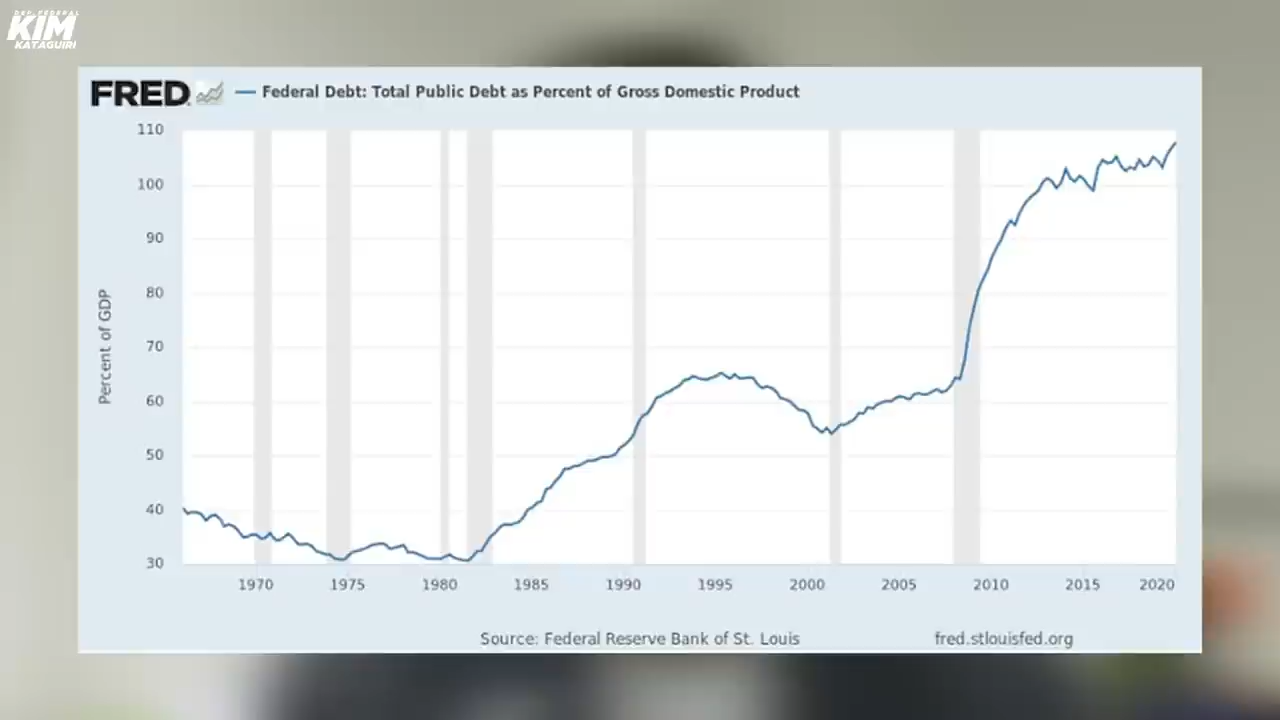 DEP. FEDERAL
KIM
KATAGUIRI
FRED
Federal Debt: Total Public Debt as Percent of Gross Domestic Product
110
100
90
80
70
60
50
40
30
Percent of GDP
1970 1975 1980 1985 1990 1995 2000 2005 2010 2015 2020
Source: Federal Reserve Bank of St. Louis
fred.stlouisfed.org